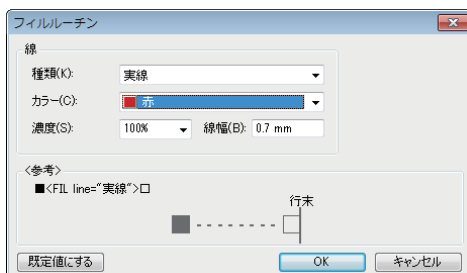 フィルルーチン
線
種類(K):
実線
カラー(C):
赤
濃度(S):
100%
線幅(B):
0.7 mm
<参考>
■<FIL line="実線">□
行末
既定値にする
OK
キャンセル